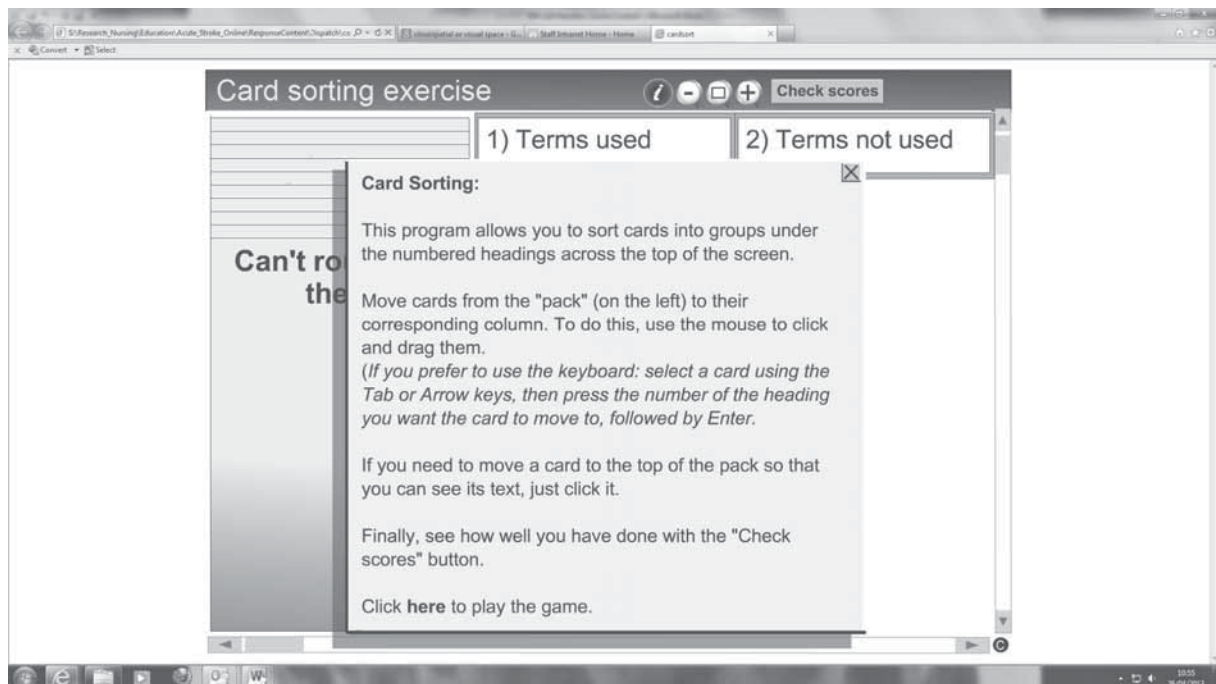 Convert Select
Card sorting exercise
i - + Check scores
1) Terms used 2) Terms not used
Can't
the
Card Sorting:
This program allows you to sort cards into groups under
the numbered headings across the top of the screen.
Move cards from the "pack" (on the left) to their
corresponding column. To do this, use the mouse to click
and drag them.
(If you prefer to use the keyboard: select a card using the
Tab or Arrow keys, then press the number of the heading
you want the card to move to, followed by Enter.
If you need to move a card to the top of the pack so that
you can see its text, just click it.
Finally, see how well you have done with the "Check
scores" button.
Click here to play the game.
10:55